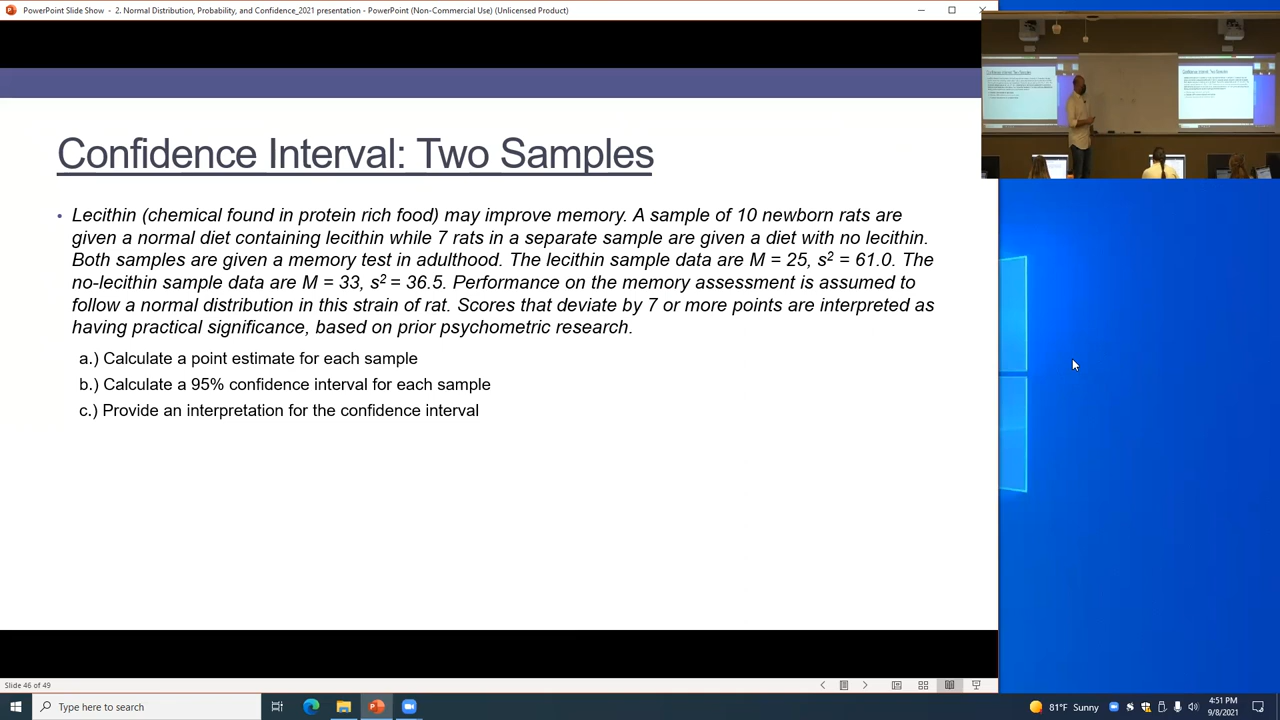 PowerPoint Slide Show - 2. Normal Distribution, Probability, and Confidence_2021 presentation - PowerPoint (Non-Commercial Use) (Unlicensed Product)
Confidence Interval: Two Samples
• Lecithin (chemical found in protein rich food) may improve memory. A sample of 10 newborn rats are
given a normal diet containing lecithin while 7 rats in a separate sample are given a diet with no lecithin.
Both samples are given a memory test in adulthood. The lecithin sample data are M = 25, s² = 61.0. The
no-lecithin sample data are M = 33, s² = 36.5. Performance on the memory assessment is assumed to
follow a normal distribution in this strain of rat. Scores that deviate by 7 or more points are interpreted as
having practical significance, based on prior psychometric research.
a.) Calculate a point estimate for each sample
b.) Calculate a 95% confidence interval for each sample
c.) Provide an interpretation for the confidence interval
Slide 46 of 49
Type here to search
81°F Sunny
4:51 PM
9/8/2021